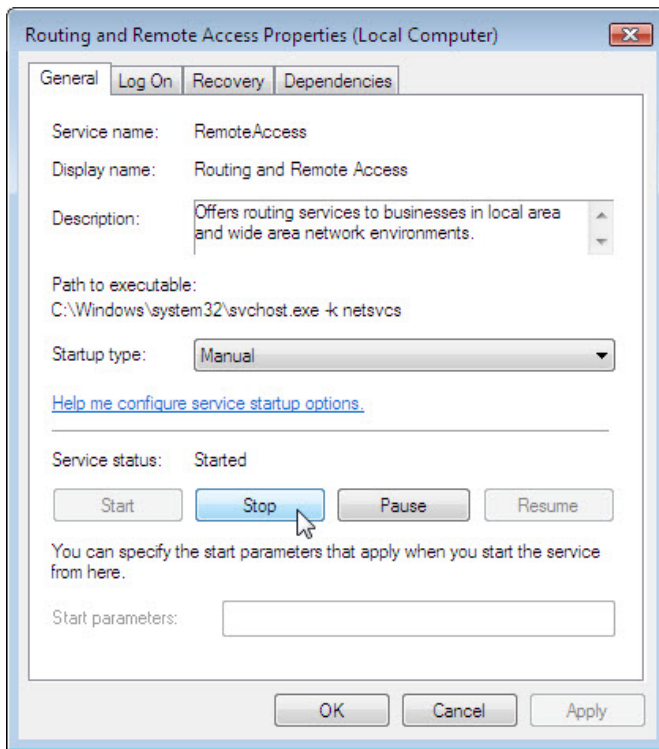 Routing and Remote Access Properties (Local Computer)
General Log On Recovery Dependencies
Service name: RemoteAccess
Display name: Routing and Remote Access
Description: Offers routing services to businesses in local area
and wide area network environments.
Path to executable:
C:\Windows\system32\svchost.exe -k netsvcs
Startup type: Manual
Help me configure service startup options.
Service status: Started
Start Stop Pause Resume
You can specify the start parameters that apply when you start the service
from here.
Start parameters:
OK Cancel Apply